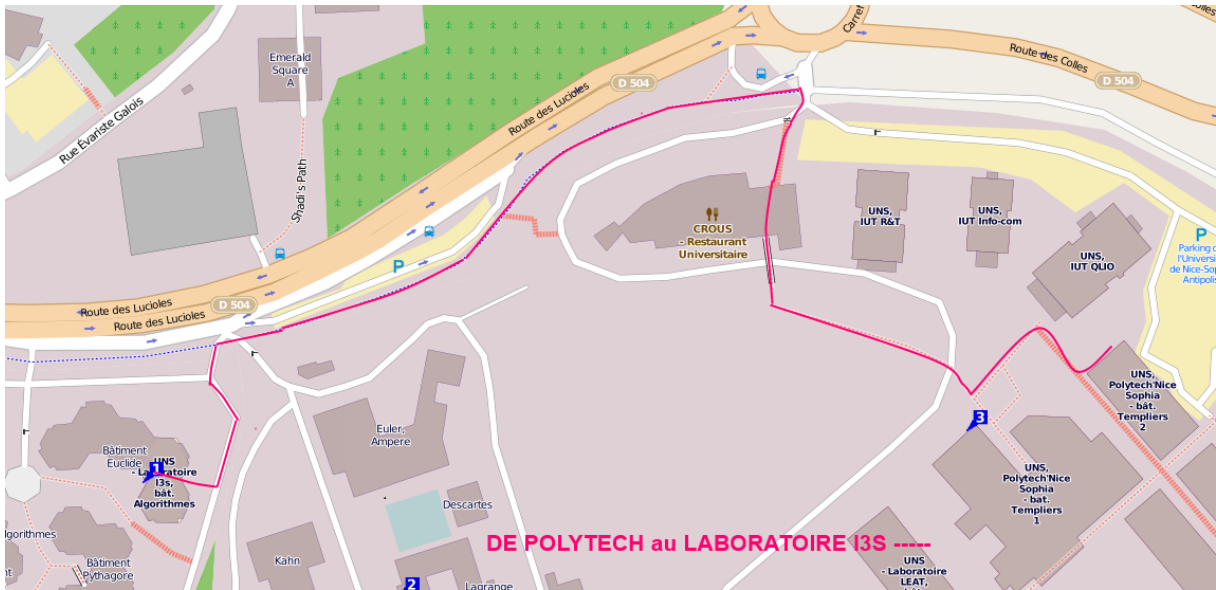 Emerald
Square
A
Rue Évariste Galois
Shadi's Path
Route des Lucioles
D 504
Carref
Route des Colles
D 504
CROUS
- Restaurant
Universitaire
UNS,
IUT R&T
UNS,
IUT Info-com
UNS,
IUT QLIO
P
Parking d
l'Universi
de Nice-So
Antipoli
P
Route des Lucioles
D 504
Route des Lucioles
UNS,
Polytech'Nice
Sophia
- bât.
Templiers
2
Euler,
Ampere
3
Bâtiment
Euclide
1
UNS
- Laboratoire
I3s,
bât.
Algorithmes
UNS,
Polytech'Nice
Sophia
- bat.
Templiers
1
Descartes
lgorithmes
DE POLYTECH au LABORATOIRE I3S -----
Bâtiment
Pythagore
Kahn
2
Lagrange
UNS
- Laboratoire
LEAT,